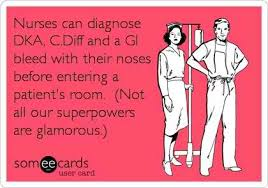 Nurses can diagnose
DKA, C.Diff and a GI
bleed with their noses
before entering a
patient's room.  (Not
all our superpowers
are glamorous.)
someecards
user card